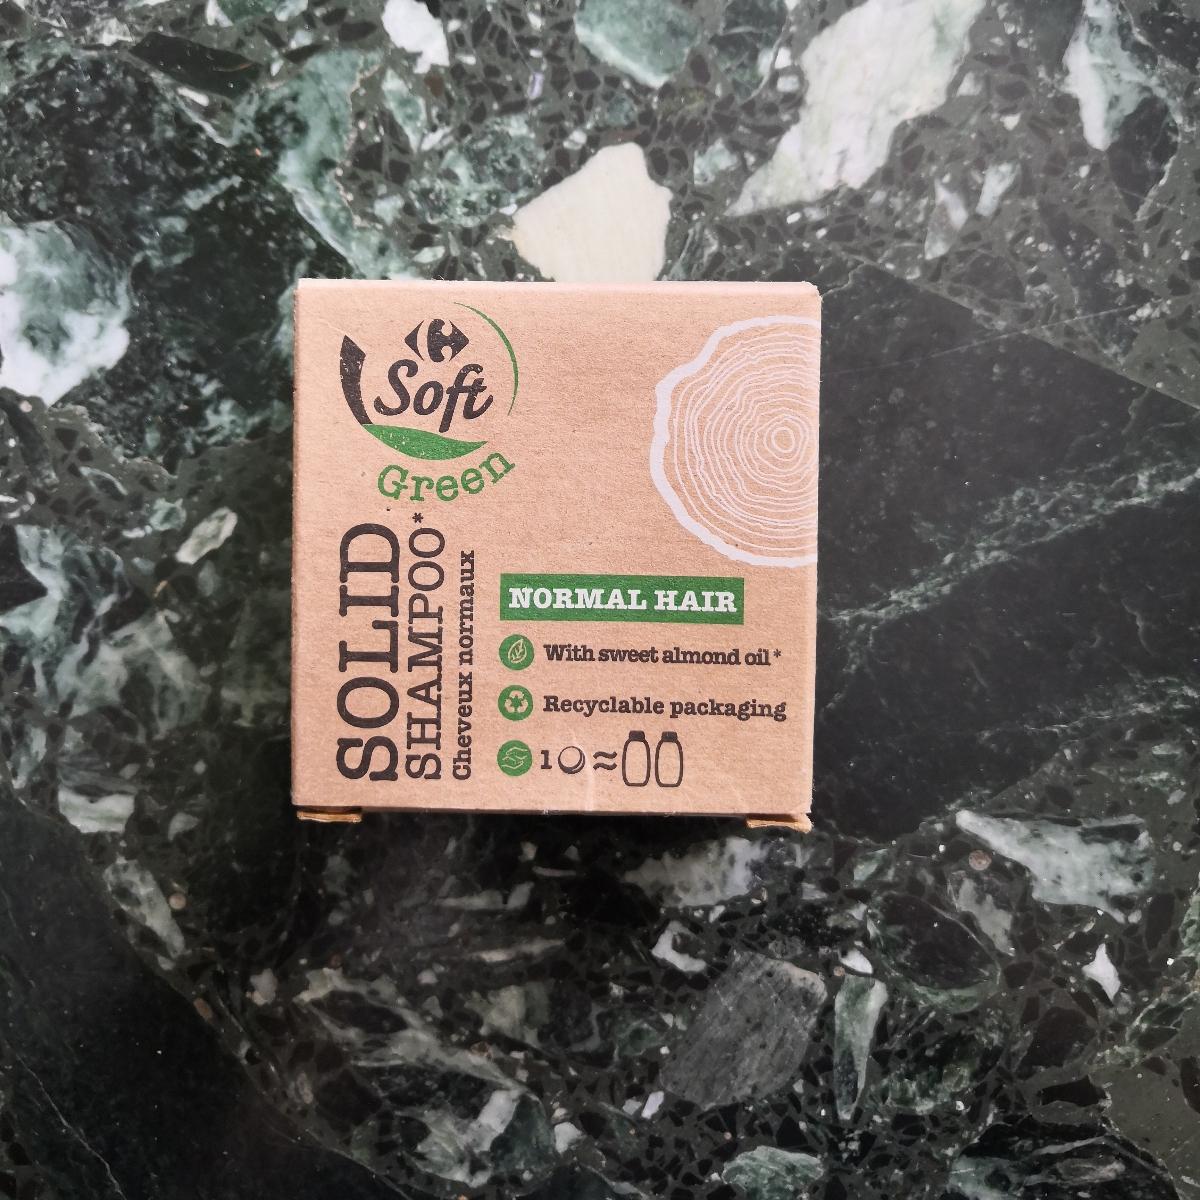 Soft
Green
SOLID
SHAMPOO*
Cheveux normaux
NORMAL HAIR
With sweet almond oil*
Recyclable packaging
1 ≈